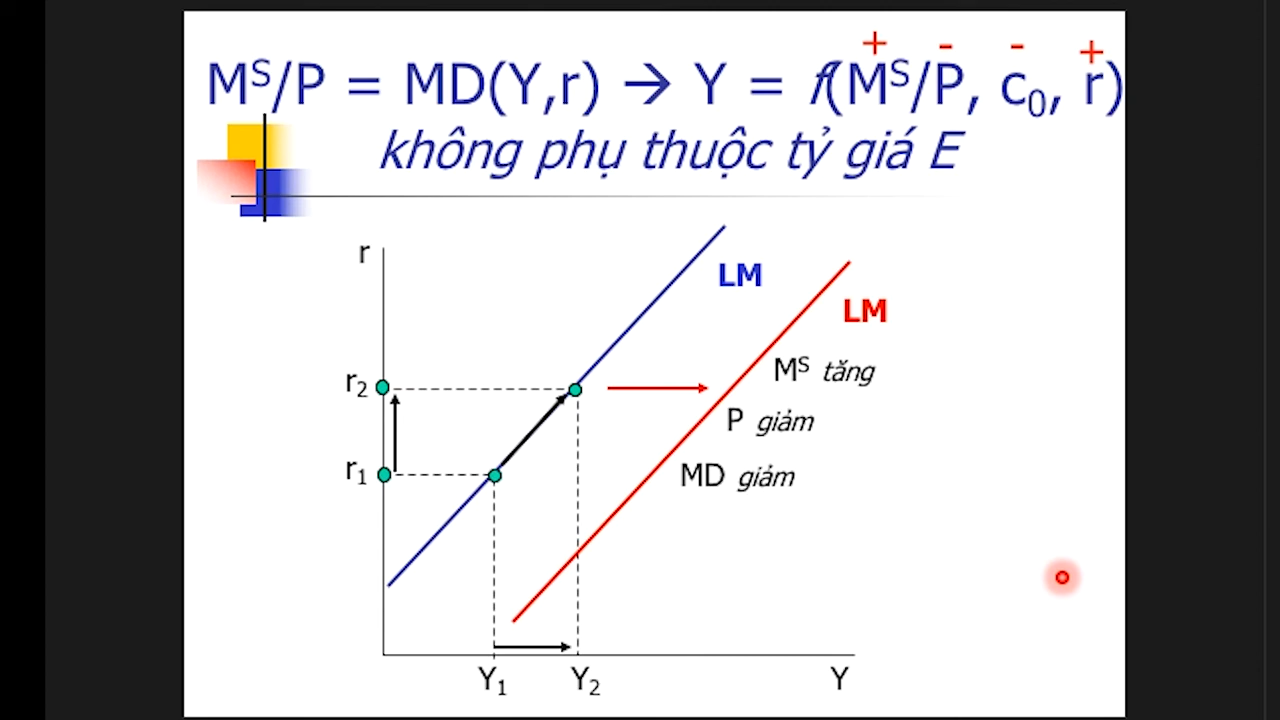 + - - +
Mˢ/P = MD(Y,r) → Y = f(Mˢ/P, c₀, r)
không phụ thuộc tỷ giá E
r
LM
LM
r₂
Mˢ tăng
P giảm
r₁
MD giảm
Y₁ Y₂ Y